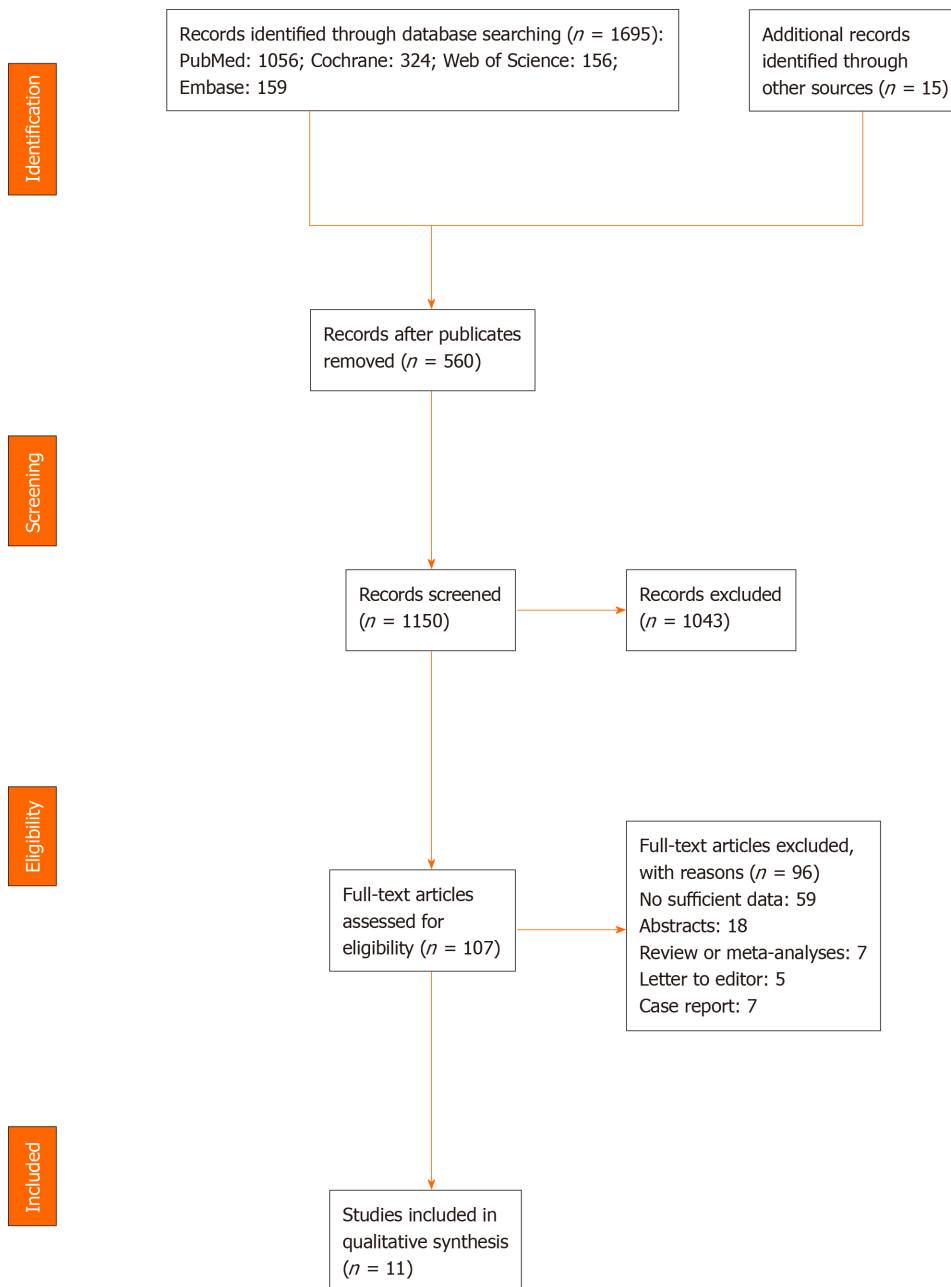 Identification
Records identified through database searching (n = 1695):
PubMed: 1056; Cochrane: 324; Web of Science: 156;
Embase: 159
Additional records
identified through
other sources (n = 15)
Records after publicates
removed (n = 560)
Screening
Records screened
(n = 1150)
Records excluded
(n = 1043)
Eligibility
Full-text articles
assessed for
eligibility (n = 107)
Full-text articles excluded,
with reasons (n = 96)
No sufficient data: 59
Abstracts: 18
Review or meta-analyses: 7
Letter to editor: 5
Case report: 7
Included
Studies included in
qualitative synthesis
(n = 11)